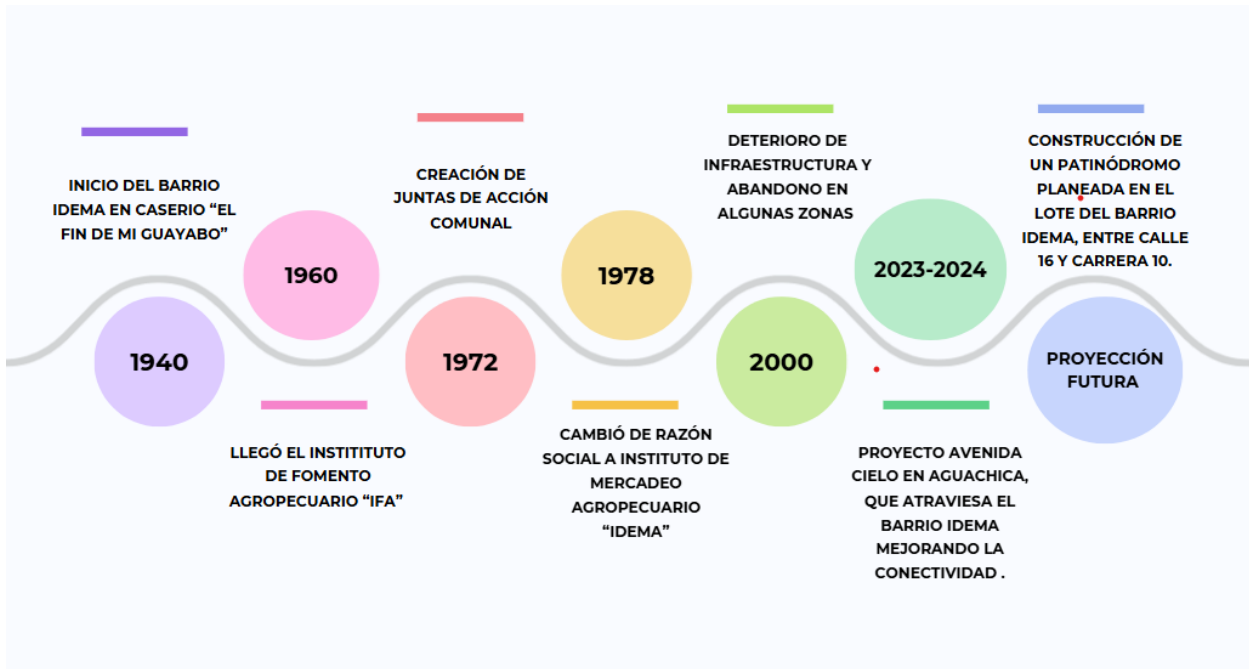 INICIO DEL BARRIO
IDEMA EN CASERIO “EL
FIN DE MI GUAYABO”
1940
1960
LLEGÓ EL INSTITITUTO
DE FOMENTO
AGROPECUARIO “IFA”
CREACIÓN DE
JUNTAS DE ACCIÓN
COMUNAL
1972
1978
CAMBIÓ DE RAZÓN
SOCIAL A INSTITUTO DE
MERCADEO
AGROPECUARIO
“IDEMA”
DETERIORO DE
INFRAESTRUCTURA Y
ABANDONO EN
ALGUNAS ZONAS
2000
2023-2024
PROYECTO AVENIDA
CIELO EN AGUACHICA,
QUE ATRAVIESA EL
BARRIO IDEMA
MEJORANDO LA
CONECTIVIDAD .
CONSTRUCCIÓN DE
UN PATINÓDROMO
PLANEADA EN EL
LOTE DEL BARRIO
IDEMA, ENTRE CALLE
16 Y CARRERA 10.
PROYECCIÓN
FUTURA